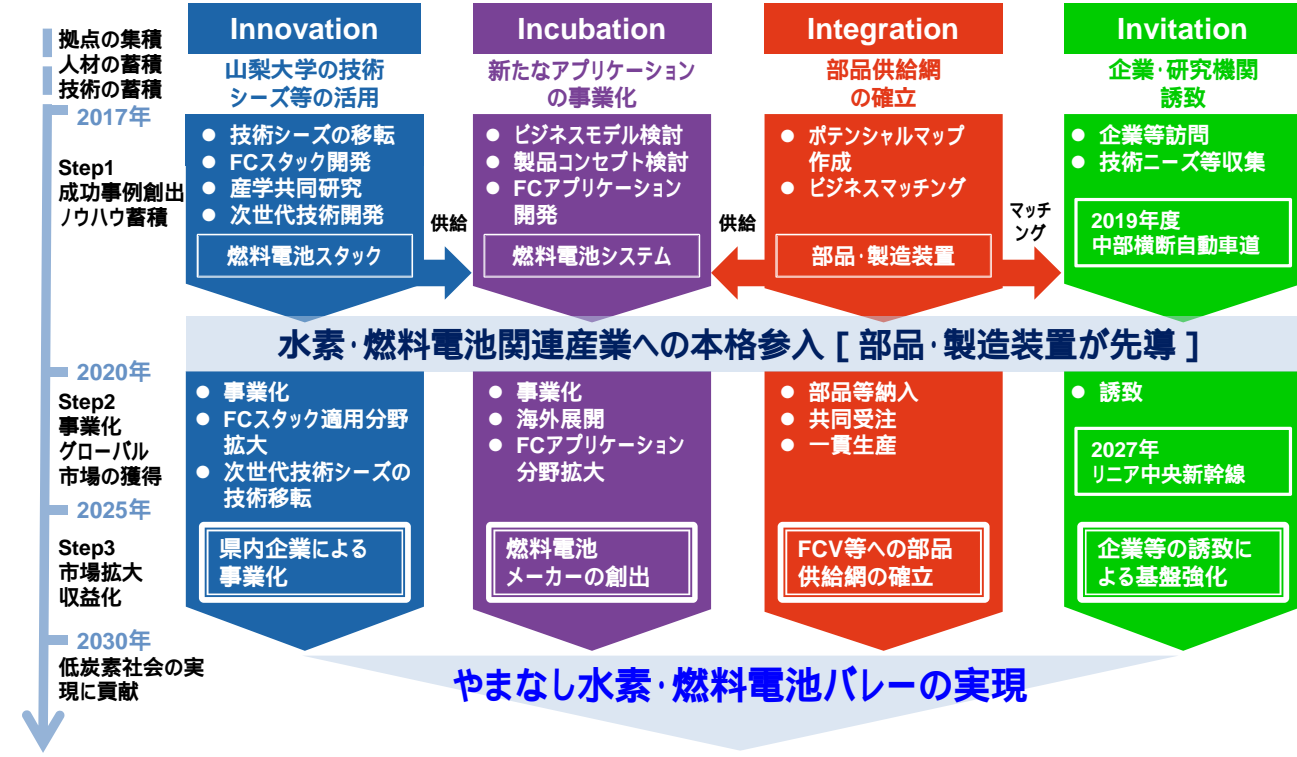 拠点の集積
人材の蓄積
技術の蓄積
2017年
Step1
成功事例創出
ノウハウ蓄積
2020年
Step2
事業化
グローバル
市場の獲得
2025年
Step3
市場拡大
収益化
2030年
低炭素社会の実
現に貢献
Innovation
山梨大学の技術
シーズ等の活用
● 技術シーズの移転
● FCスタック開発
● 産学共同研究
● 次世代技術開発
燃料電池スタック
供給
Incubation
新たなアプリケーション
の事業化
● ビジネスモデル検討
● 製品コンセプト検討
● FCアプリケーション
開発
燃料電池システム
供給
Integration
部品供給網
の確立
● ポテンシャルマップ
作成
● ビジネスマッチング
部品･製造装置
マッチ
ング
Invitation
企業･研究機関
誘致
● 企業等訪問
● 技術ニーズ等収集
2019年度
中部横断自動車道
水素･燃料電池関連産業への本格参入 [ 部品･製造装置が先導 ]
● 事業化
● FCスタック適用分野
拡大
● 次世代技術シーズの
技術移転
県内企業による
事業化
● 事業化
● 海外展開
● FCアプリケーション
分野拡大
燃料電池
メーカーの創出
● 部品等納入
● 共同受注
● 一貫生産
FCV等への部品
供給網の確立
● 誘致
2027年
リニア中央新幹線
企業等の誘致に
よる基盤強化
やまなし水素･燃料電池バレーの実現